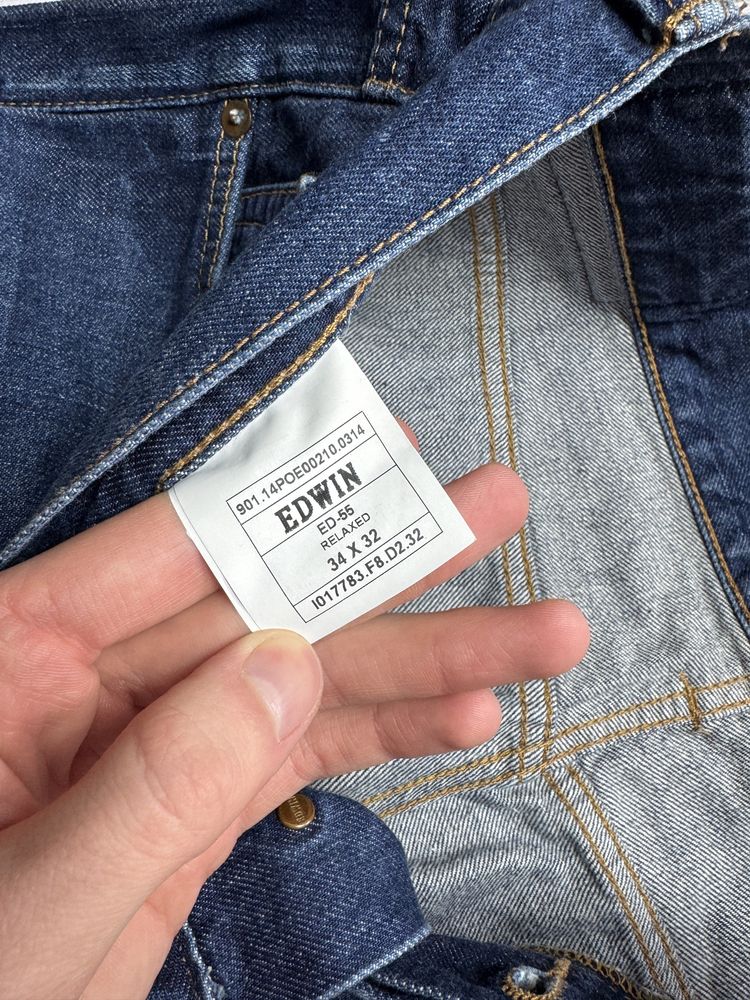 901.14POE00210.0314
EDWIN
ED-55
RELAXED
34 X 32
I017783.F8.D2.32